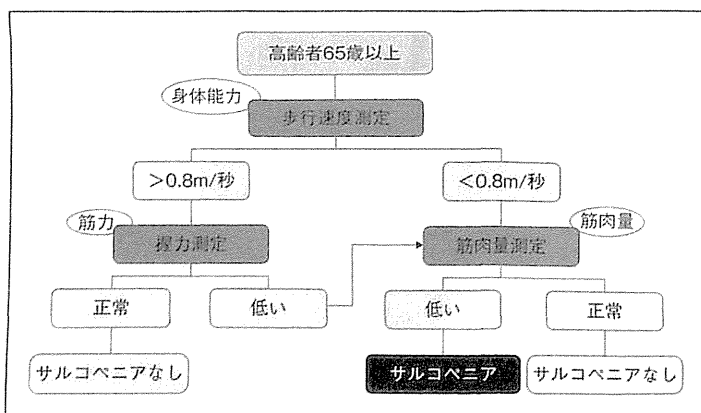 高齢者65歳以上
身体能力
歩行速度測定
>0.8m/秒
<0.8m/秒
筋力
握力測定
筋肉量
筋肉量測定
正常
低い
低い
正常
サルコペニアなし
サルコペニア
サルコペニアなし